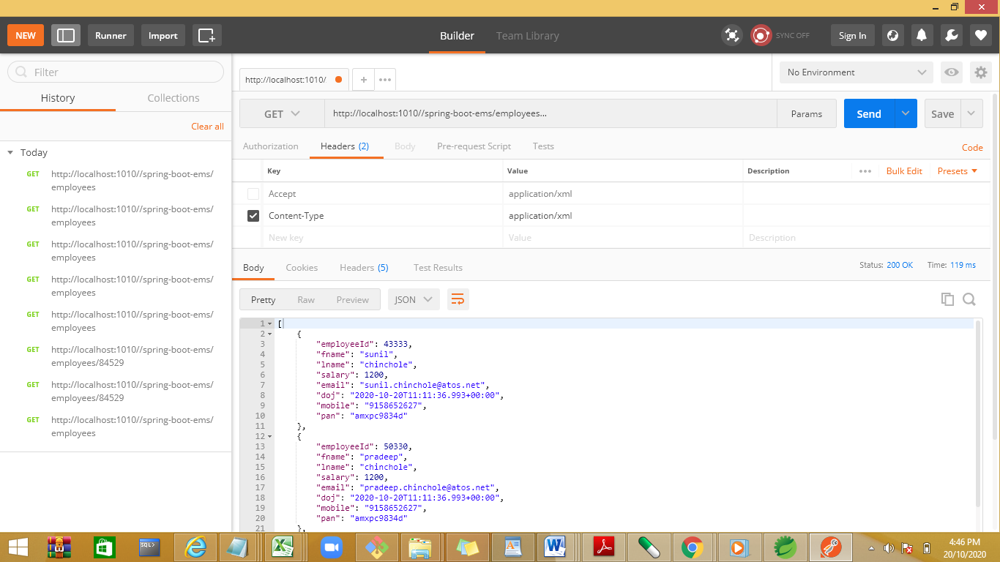 NEW Runner Import Builder Team Library SYNC OFF Sign In
Filter
History Collections
Clear all
Today
GET http://localhost:1010//spring-boot-ems/
employees
GET http://localhost:1010//spring-boot-ems/
employees
GET http://localhost:1010//spring-boot-ems/
employees
GET http://localhost:1010//spring-boot-ems/
employees
GET http://localhost:1010//spring-boot-ems/
employees
GET http://localhost:1010//spring-boot-ems/
employees/84529
GET http://localhost:1010//spring-boot-ems/
employees/84529
GET http://localhost:1010//spring-boot-ems/
employees
http://localhost:1010/ + ••• No Environment
GET http://localhost:1010//spring-boot-ems/employees... Params Send Save
Authorization Headers (2) Body Pre-request Script Tests Code
Key Value Description ••• Bulk Edit Presets
Accept application/xml
Content-Type application/xml
New key Value Description
Body Cookies Headers (5) Test Results Status: 200 OK Time: 119 ms
Pretty Raw Preview JSON
1 [
2 {
3 "employeeId": 43333,
4 "fname": "sunil",
5 "lname": "chinchole",
6 "salary": 1200,
7 "email": "sunil.chinchole@atos.net",
8 "doj": "2020-10-20T11:11:36.993+00:00",
9 "mobile": "9158652627",
10 "pan": "amxpc9834d"
11 },
12 {
13 "employeeId": 50330,
14 "fname": "pradeep",
15 "lname": "chinchole",
16 "salary": 1200,
17 "email": "pradeep.chinchole@atos.net",
18 "doj": "2020-10-20T11:11:36.993+00:00",
19 "mobile": "9158652627",
20 "pan": "amxpc9834d"
21 },
SQL>
4:46 PM
20/10/2020